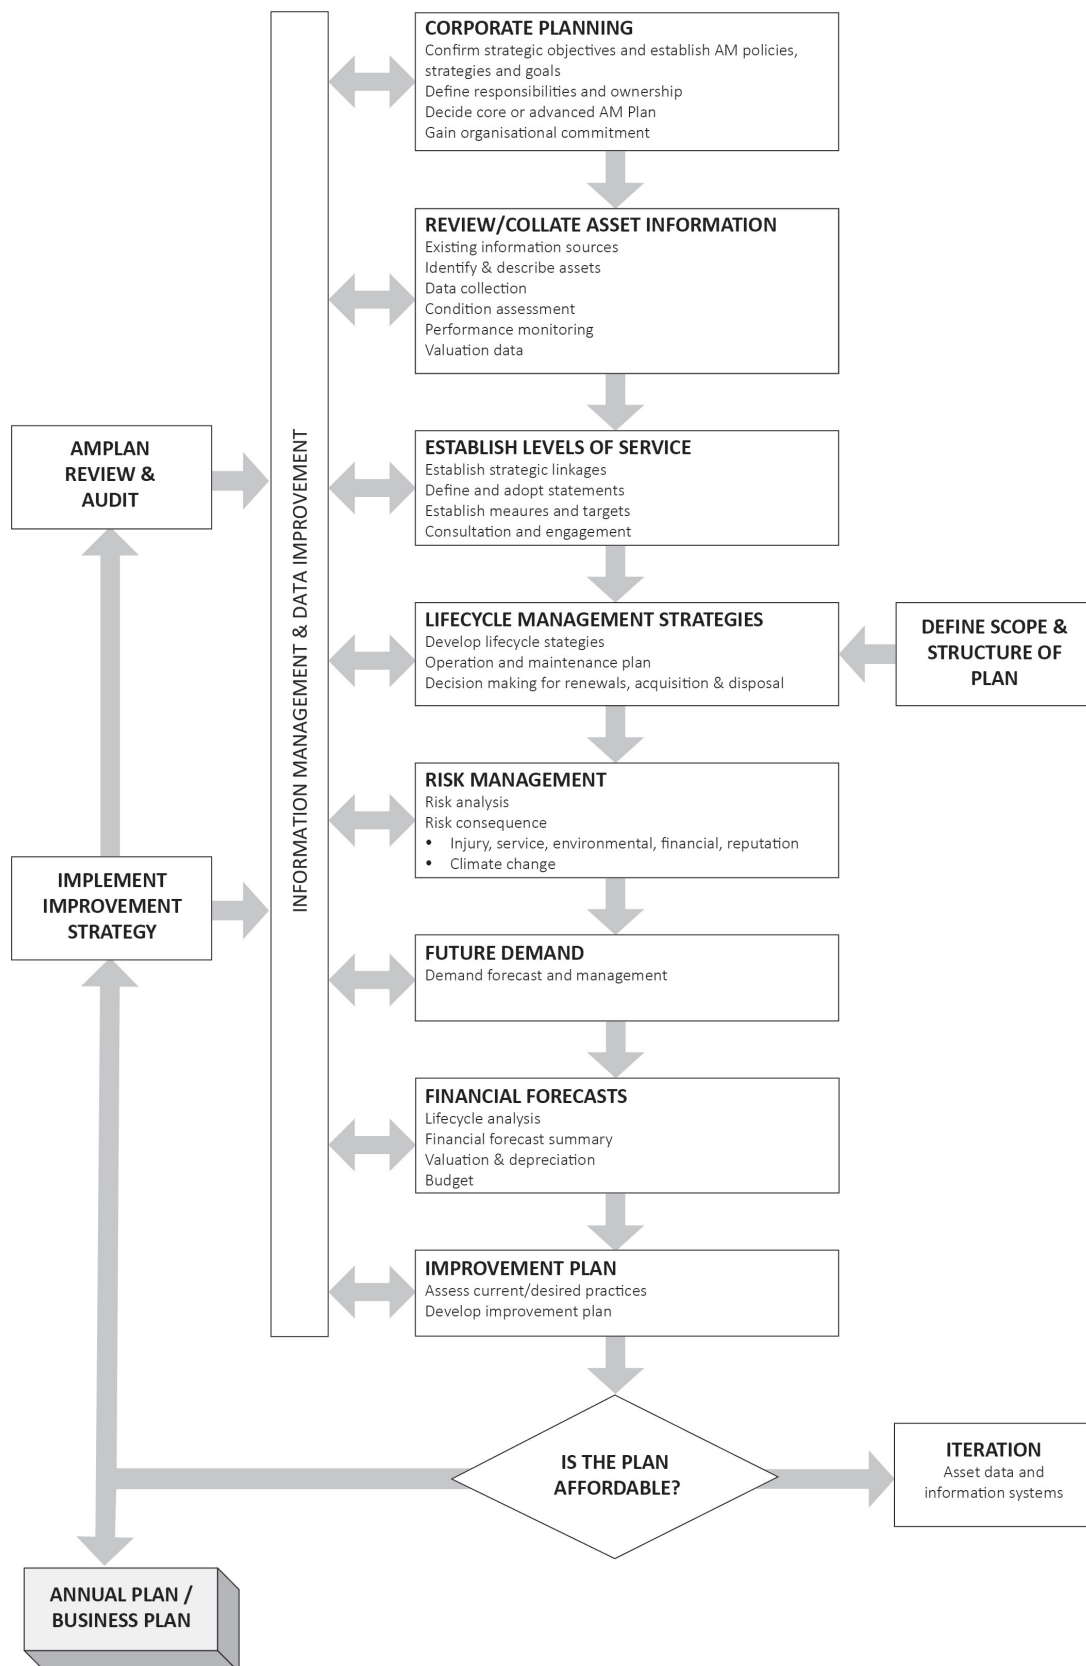 CORPORATE PLANNING
Confirm strategic objectives and establish AM policies,
strategies and goals
Define responsibilities and ownership
Decide core or advanced AM Plan
Gain organisational commitment
REVIEW/COLLATE ASSET INFORMATION
Existing information sources
Identify & describe assets
Data collection
Condition assessment
Performance monitoring
Valuation data
AMPLAN
REVIEW &
AUDIT
INFORMATION MANAGEMENT & DATA IMPROVEMENT
ESTABLISH LEVELS OF SERVICE
Establish strategic linkages
Define and adopt statements
Establish meaures and targets
Consultation and engagement
LIFECYCLE MANAGEMENT STRATEGIES
Develop lifecycle stategies
Operation and maintenance plan
Decision making for renewals, acquisition & disposal
DEFINE SCOPE &
STRUCTURE OF
PLAN
RISK MANAGEMENT
Risk analysis
Risk consequence
• Injury, service, environmental, financial, reputation
• Climate change
IMPLEMENT
IMPROVEMENT
STRATEGY
FUTURE DEMAND
Demand forecast and management
FINANCIAL FORECASTS
Lifecycle analysis
Financial forecast summary
Valuation & depreciation
Budget
IMPROVEMENT PLAN
Assess current/desired practices
Develop improvement plan
IS THE PLAN
AFFORDABLE?
ITERATION
Asset data and
information systems
ANNUAL PLAN /
BUSINESS PLAN